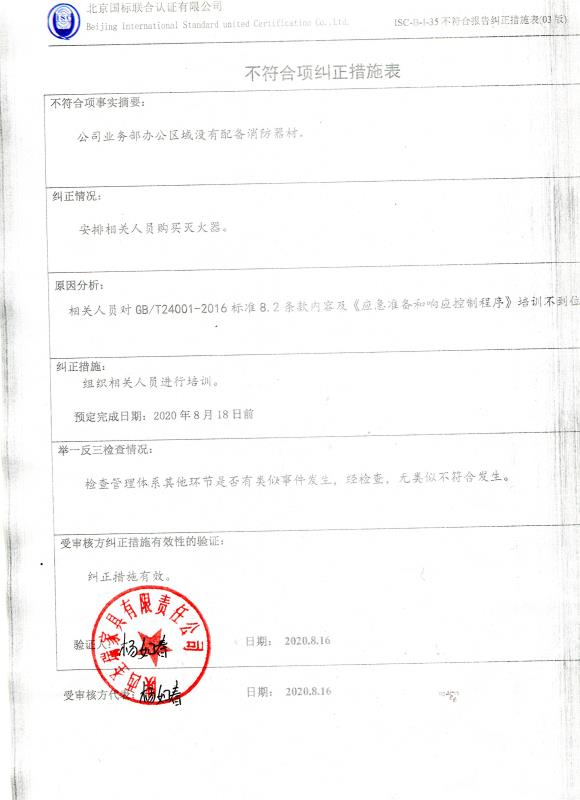 ISC
北京国标联合认证有限公司
Beijing International Standard united Certification Co.,Ltd.
ISC-B-I-35 不符合报告纠正措施表(03 版)
不符合项纠正措施表
不符合项事实摘要:
公司业务部办公区域没有配备消防器材。
纠正情况:
安排相关人员购买灭火器。
原因分析:
相关人员对 GB/T24001-2016 标准 8.2 条款内容及《应急准备和响应控制程序》培训不到位
纠正措施:
组织相关人员进行培训。
预定完成日期: 2020 年 8 月 18 日前
举一反三检查情况:
检查管理体系其他环节是否有类似事件发生, 经检查, 无类似不符合发生。
受审核方纠正措施有效性的验证:
纠正措施有效。
家具有限责任公司
验证人: 日期: 2020.8.16
受审核方代表: 日期: 2020.8.16